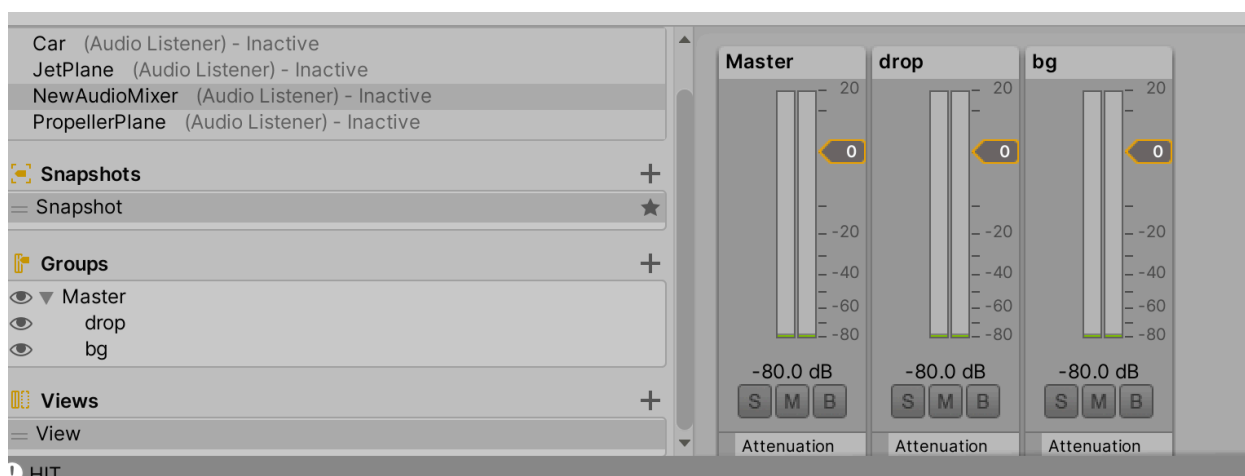 Car (Audio Listener) - Inactive
JetPlane (Audio Listener) - Inactive
NewAudioMixer (Audio Listener) - Inactive
PropellerPlane (Audio Listener) - Inactive
Snapshots
Snapshot
Groups
Master
drop
bg
Views
View
! HIT
Master
20
0
-20
-40
-60
-80
-80.0 dB
S M B
Attenuation
drop
20
0
-20
-40
-60
-80
-80.0 dB
S M B
Attenuation
bg
20
0
-20
-40
-60
-80
-80.0 dB
S M B
Attenuation